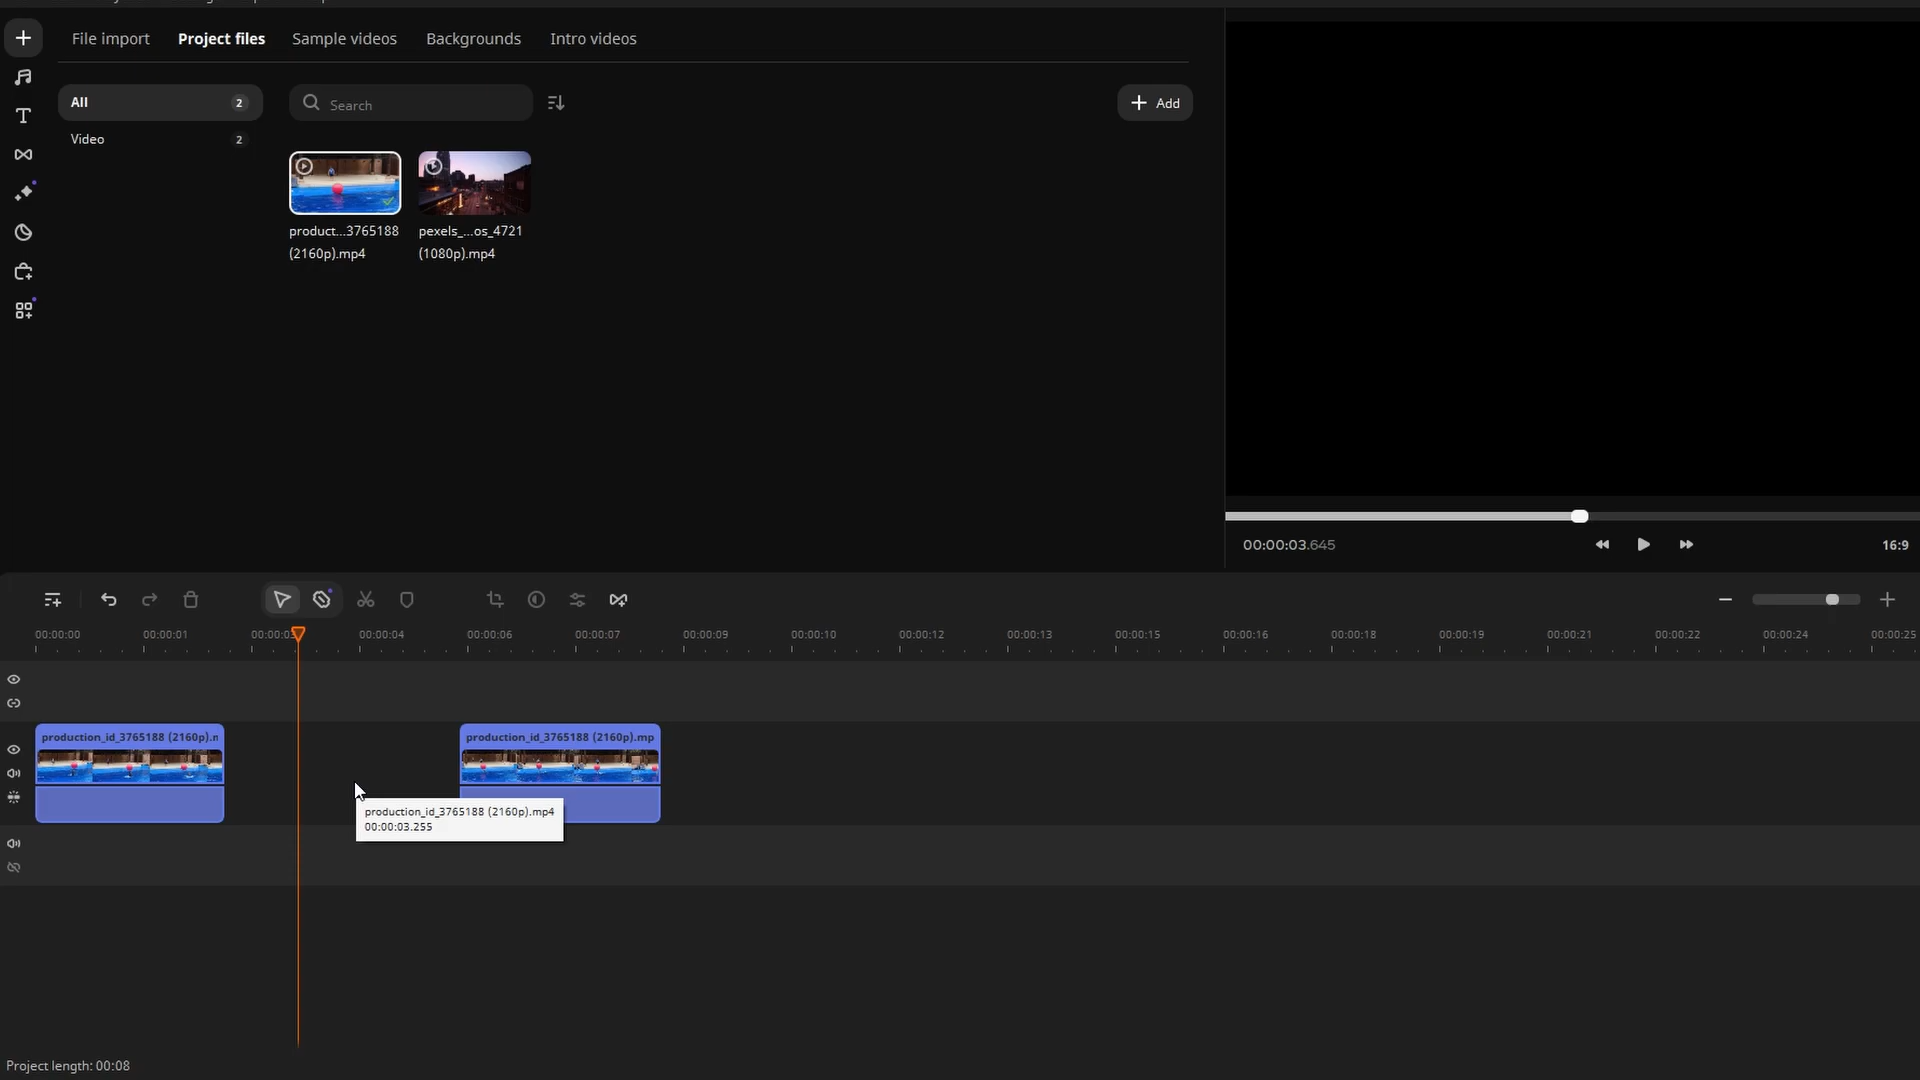 File import
Project files
Sample videos
Backgrounds
Intro videos
All
2
Search
Add
Video
2
product...3765188
(2160p).mp4
pexels_...os_4721
(1080p).mp4
00:00:03.645
16:9
00:00:00
00:00:01
00:00:03
00:00:04
00:00:06
00:00:07
00:00:09
00:00:10
00:00:12
00:00:13
00:00:15
00:00:16
00:00:18
00:00:19
00:00:21
00:00:22
00:00:24
00:00:25
production_id_3765188 (2160p).m
production_id_3765188 (2160p).mp
production_id_3765188 (2160p).mp4
00:00:03.255
Project length: 00:08